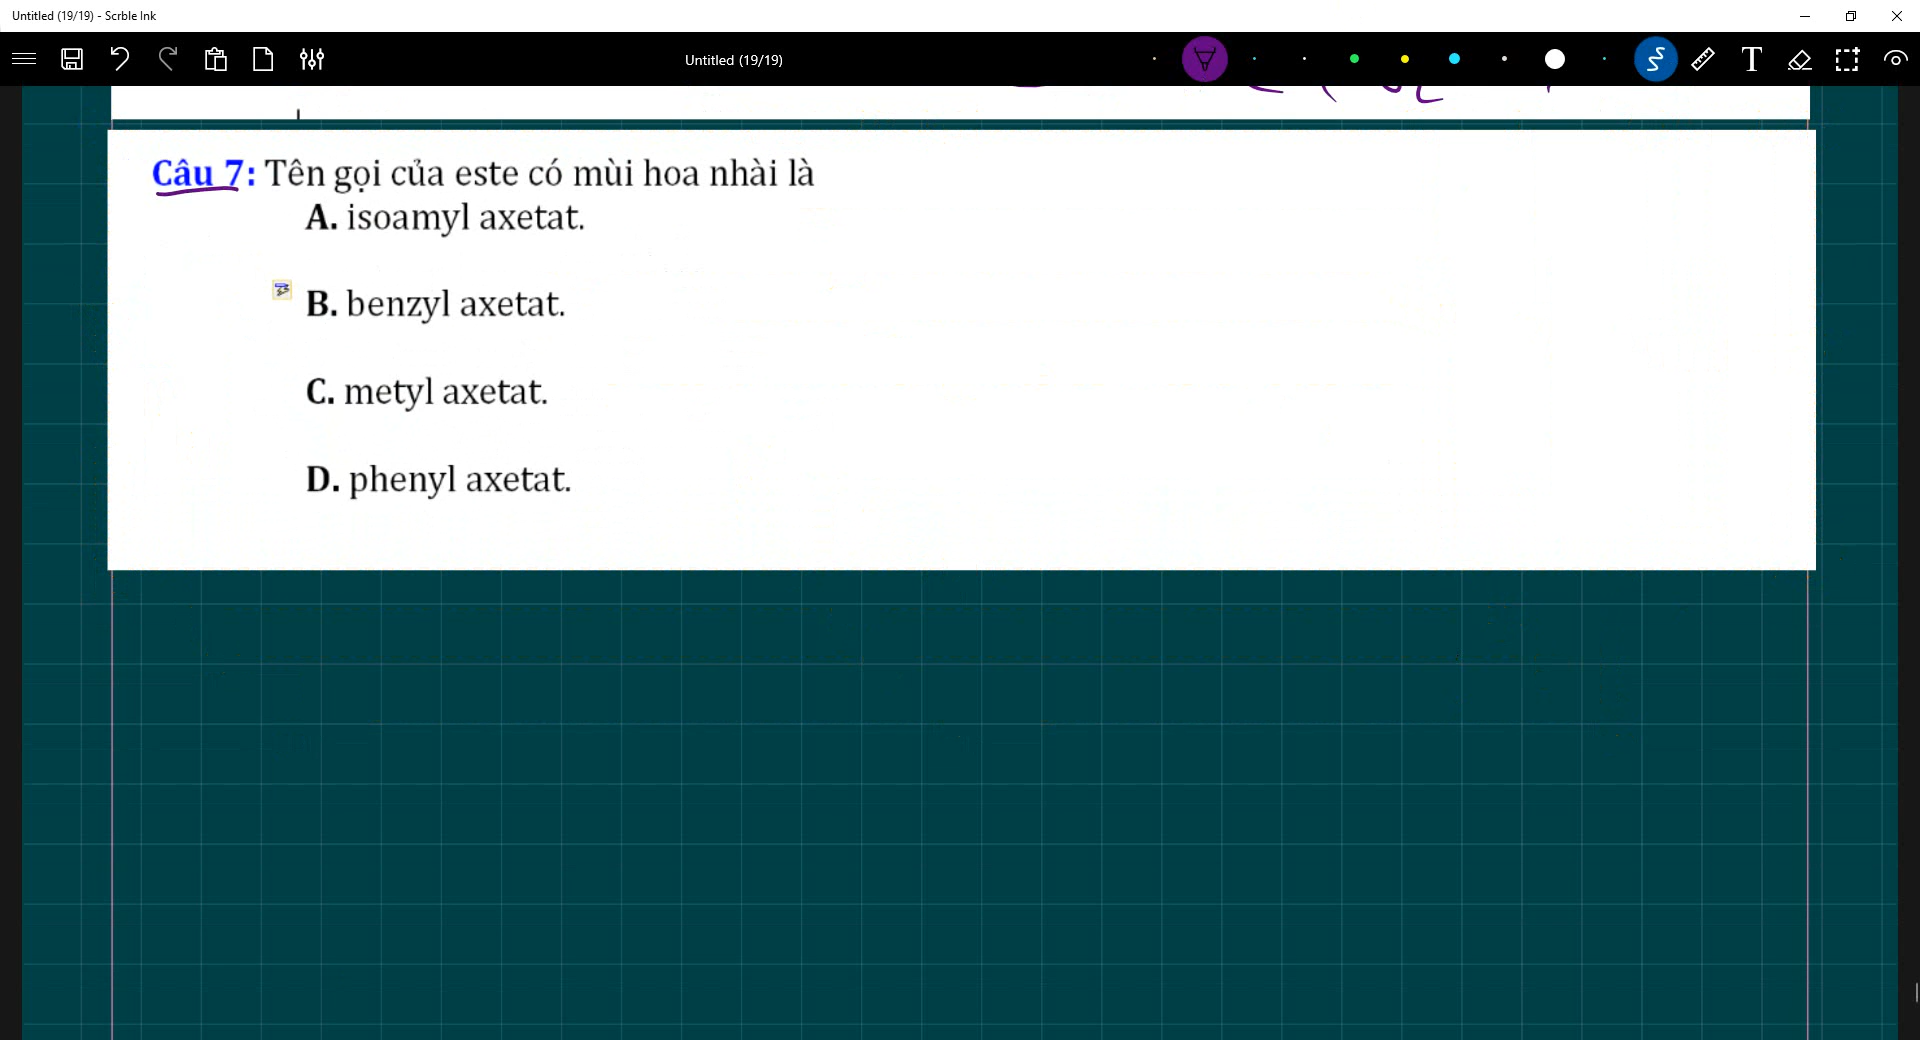 Untitled (19/19) - Scrble Ink
Untitled (19/19)
T
Câu 7: Tên gọi của este có mùi hoa nhài là
A. isoamyl axetat.
B. benzyl axetat.
C. metyl axetat.
D. phenyl axetat.